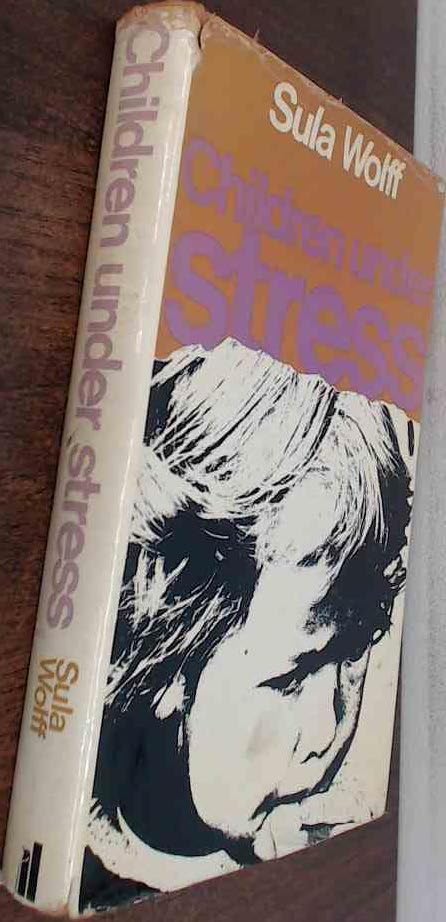 Children under stress
Sula
Wolff
Sula Wolff
Children under
stress